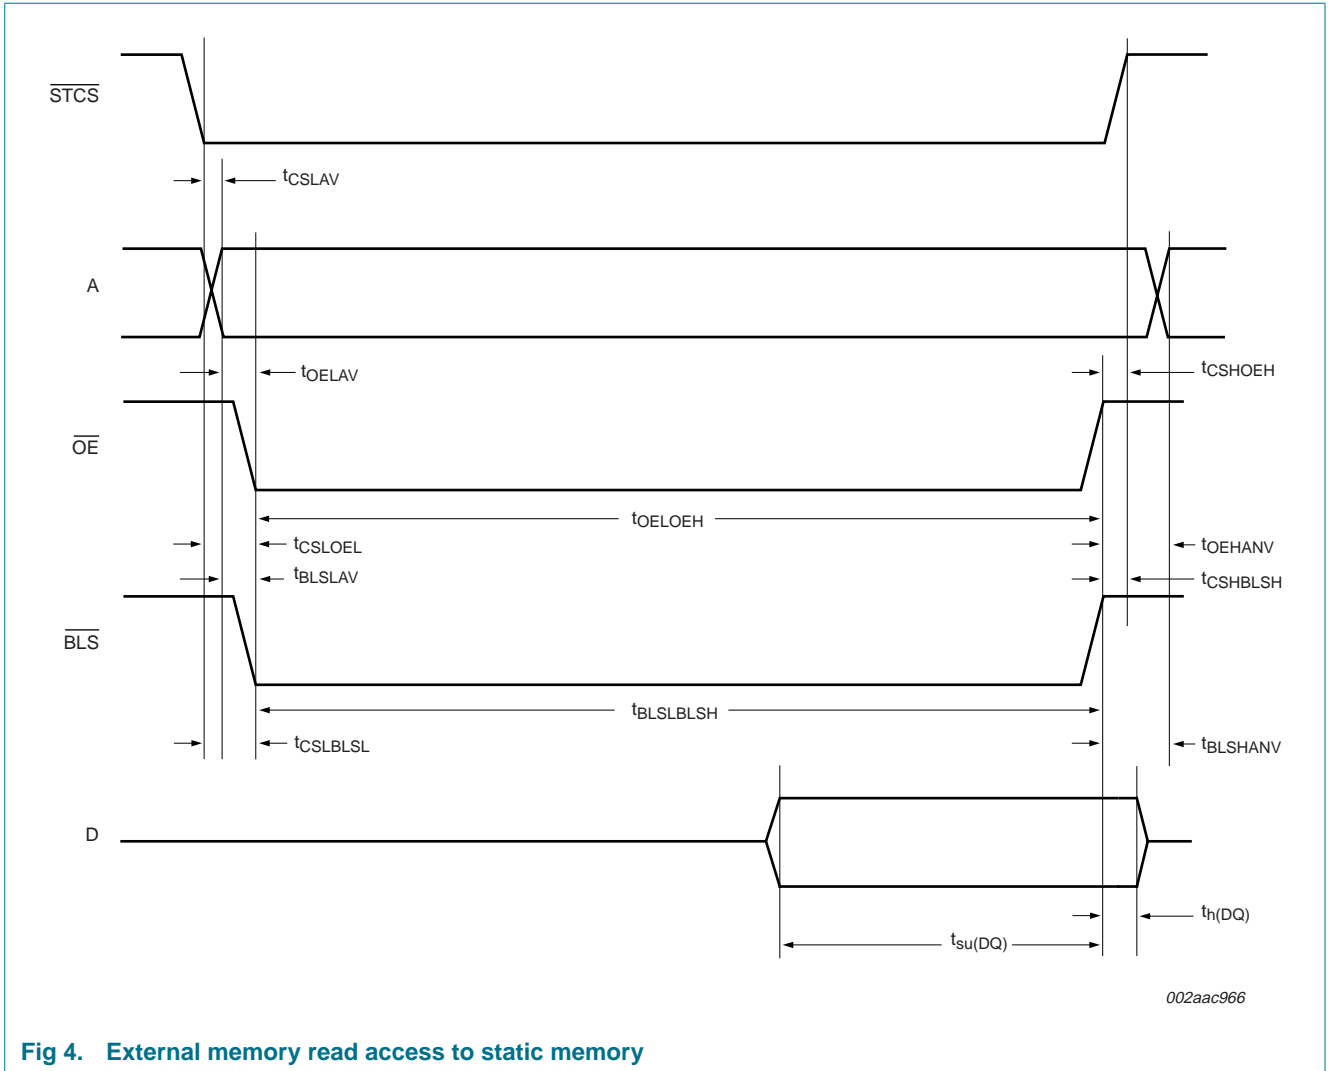 STCS
tCSLAV
A
tOELAV
tCSHOEH
OE
tOELOEH
tCSLOEL
tOEHANV
tBLSLAV
tCSHBLSH
BLS
tBLSLBLSH
tCSLBLSL
tBLSHANV
D
th(DQ)
tsu(DQ)
002aac966
Fig 4. External memory read access to static memory